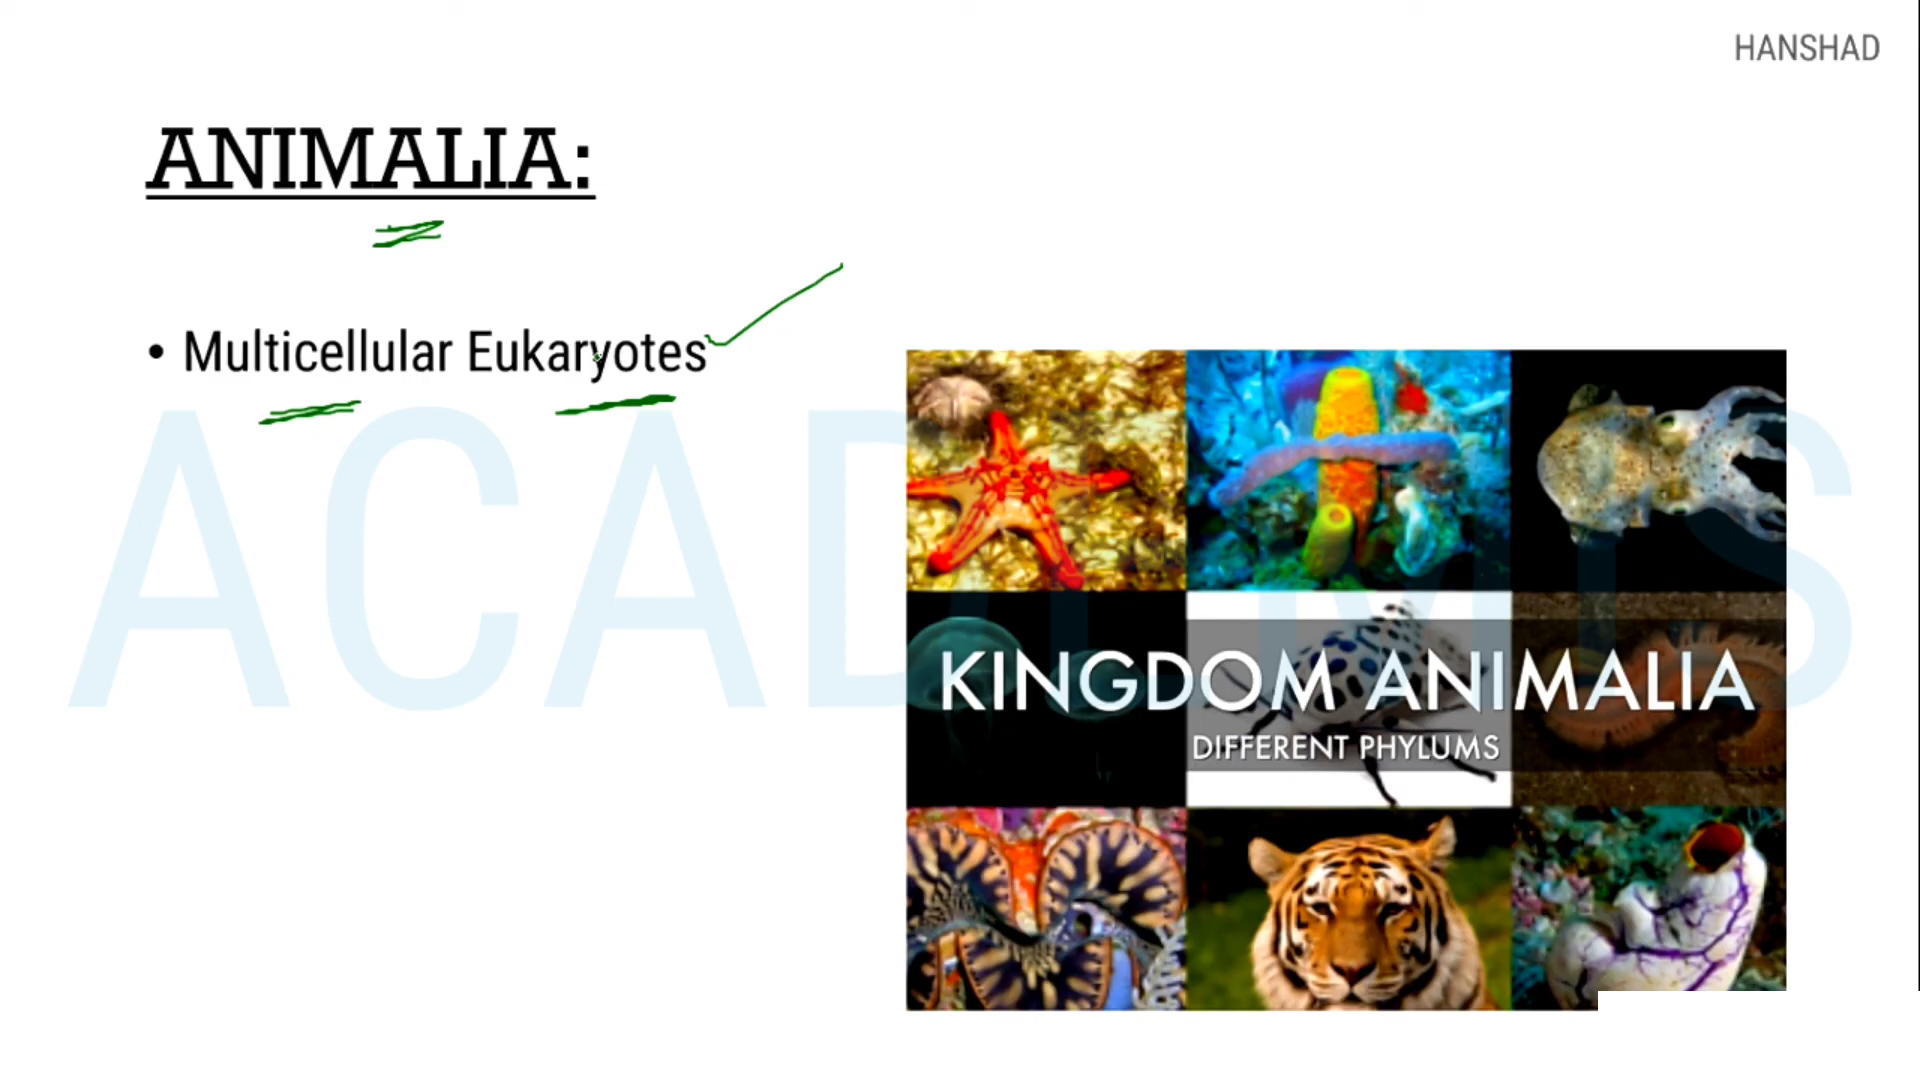 HANSHAD
ANIMALIA:
• Multicellular Eukaryotes
KINGDOM ANIMALIA
DIFFERENT PHYLUMS